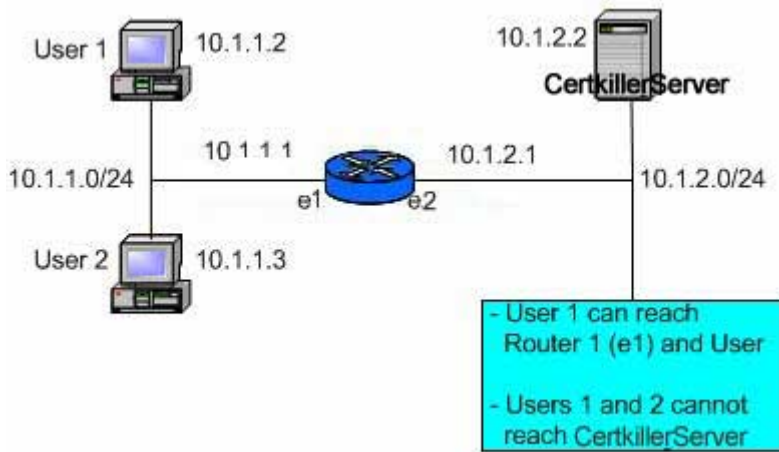 User 1
10.1.1.2
10.1.2.2
CertkillerServer
10 1 1 1
10.1.2.1
10.1.1.0/24
e1
e2
10.1.2.0/24
User 2
10.1.1.3
- User 1 can reach
Router 1 (e1) and User
- Users 1 and 2 cannot
reach CertkillerServer